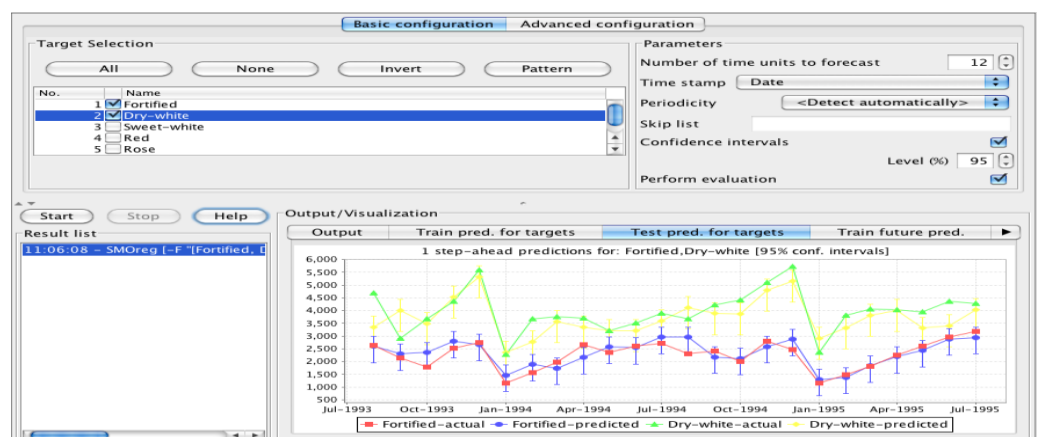 Basic configuration Advanced configuration
Target Selection
All None Invert Pattern
No. Name
1 Fortified
2 Dry-white
3 Sweet-white
4 Red
5 Rose
Parameters
Number of time units to forecast 12
Time stamp Date
Periodicity <Detect automatically>
Skip list
Confidence intervals
Level (%) 95
Perform evaluation
Start Stop Help
Result list
11:06:08 – SMOreg [-F "[Fortified, D
Output/Visualization
Output Train pred. for targets Test pred. for targets Train future pred.
1 step-ahead predictions for: Fortified,Dry-white [95% conf. intervals]
6,000
5,500
5,000
4,500
4,000
3,500
3,000
2,500
2,000
1,500
1,000
500
Jul-1993 Oct-1993 Jan-1994 Apr-1994 Jul-1994 Oct-1994 Jan-1995 Apr-1995 Jul-1995
Fortified-actual Fortified-predicted Dry-white-actual Dry-white-predicted